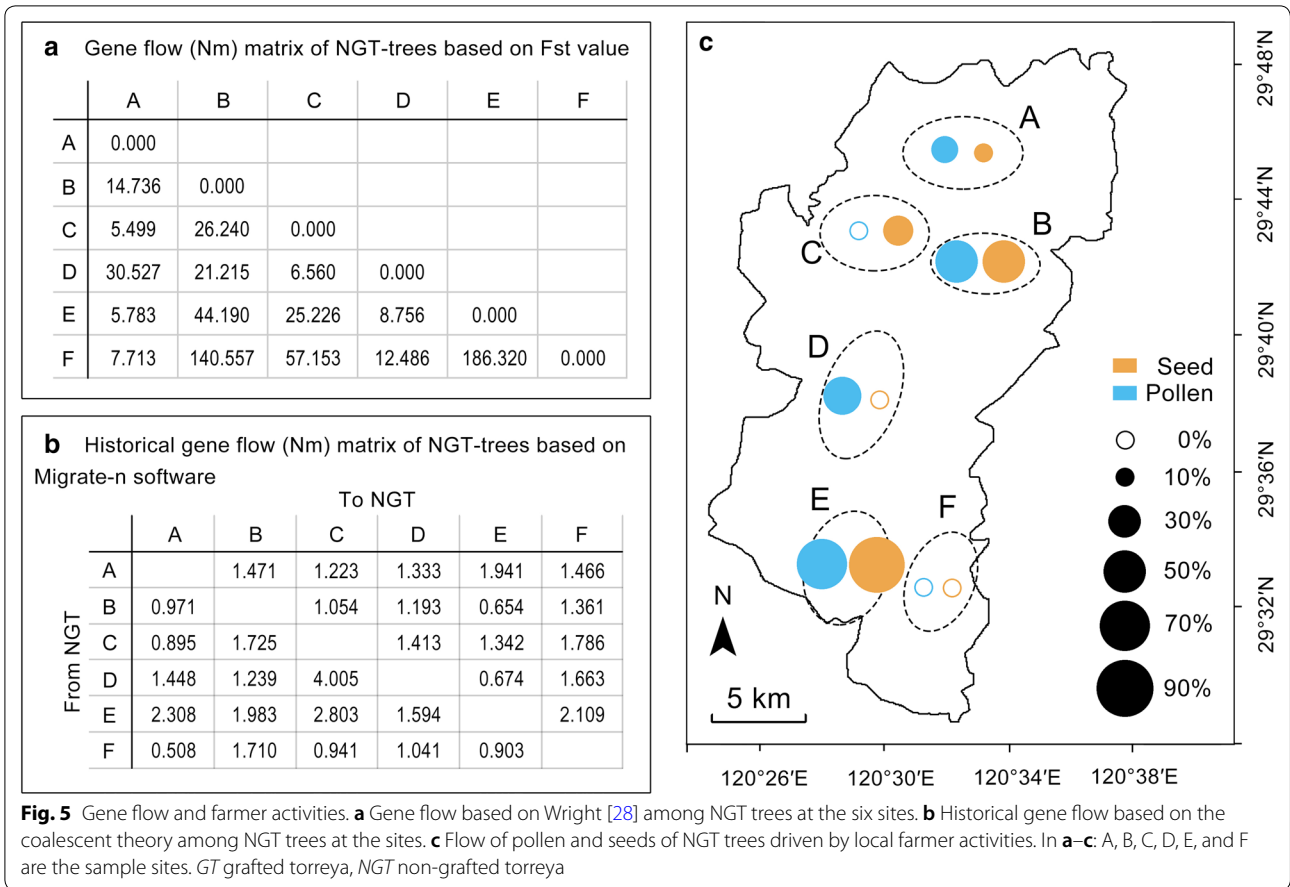 a Gene flow (Nm) matrix of NGT-trees based on Fst value
A B C D E F
A 0.000
B 14.736 0.000
C 5.499 26.240 0.000
D 30.527 21.215 6.560 0.000
E 5.783 44.190 25.226 8.756 0.000
F 7.713 140.557 57.153 12.486 186.320 0.000
b Historical gene flow (Nm) matrix of NGT-trees based on
Migrate-n software
To NGT
A B C D E F
From NGT
A 1.471 1.223 1.333 1.941 1.466
B 0.971 1.054 1.193 0.654 1.361
C 0.895 1.725 1.413 1.342 1.786
D 1.448 1.239 4.005 0.674 1.663
E 2.308 1.983 2.803 1.594 2.109
F 0.508 1.710 0.941 1.041 0.903
c
A
B
C
D
E
F
N
5 km
Seed
Pollen
0%
10%
30%
50%
70%
90%
29°48'N
29°44'N
29°40'N
29°36'N
29°32'N
120°26'E 120°30'E 120°34'E 120°38'E
Fig. 5 Gene flow and farmer activities. a Gene flow based on Wright [28] among NGT trees at the six sites. b Historical gene flow based on the
coalescent theory among NGT trees at the sites. c Flow of pollen and seeds of NGT trees driven by local farmer activities. In a–c: A, B, C, D, E, and F
are the sample sites. GT grafted torreya, NGT non-grafted torreya